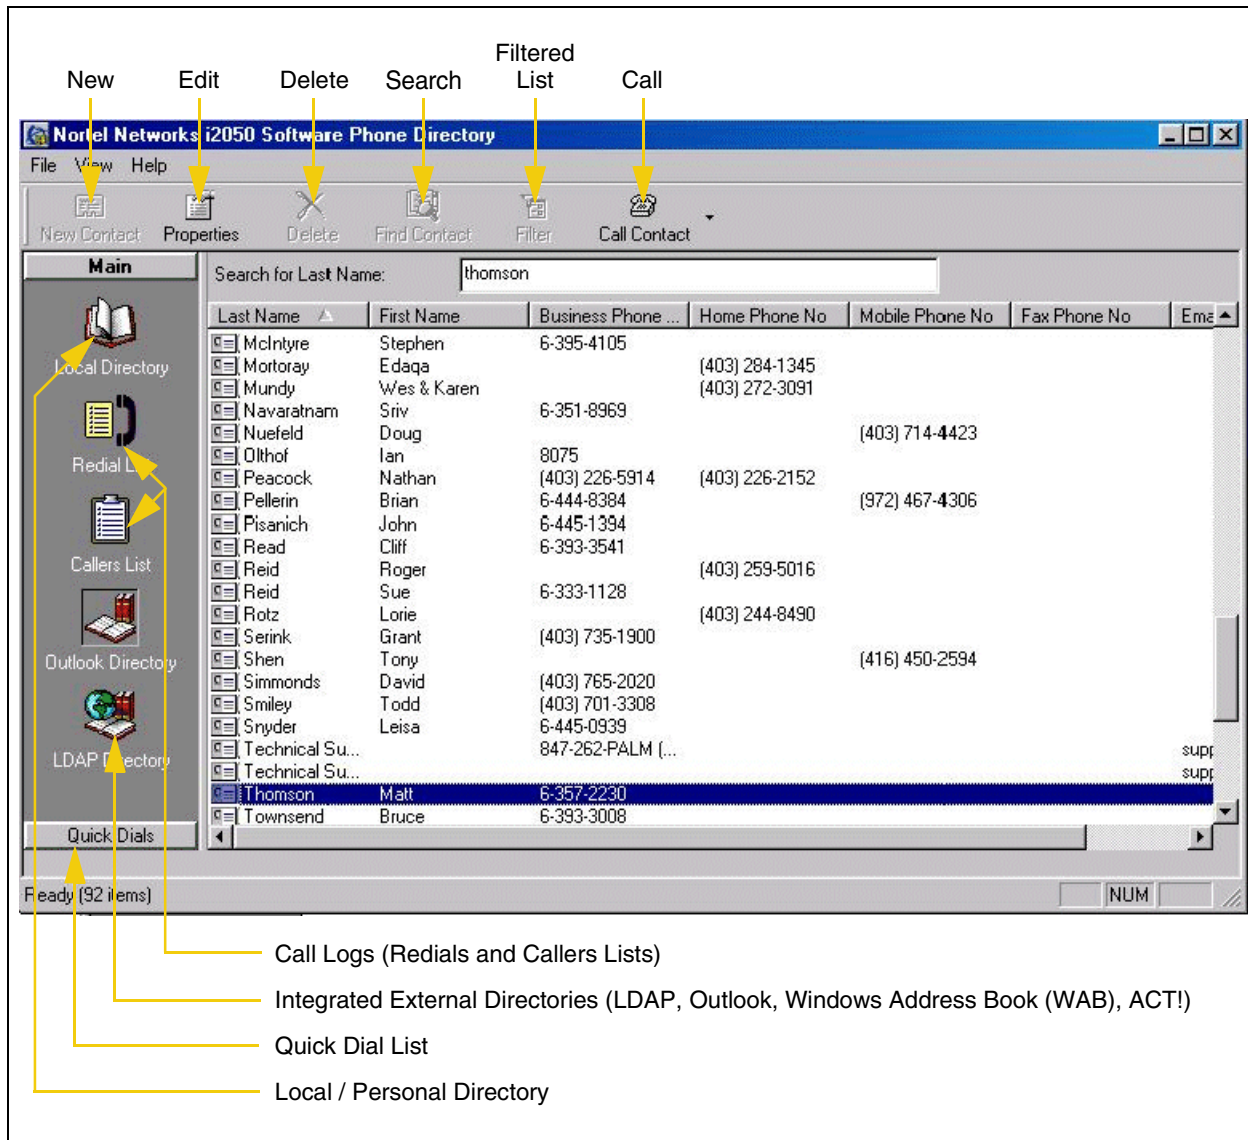 New Edit Delete Search Filtered List Call
Nortel Networks i2050 Software Phone Directory
File View Help
New Contact Properties Delete Find Contact Filter Call Contact
Main
Search for Last Name: thomson
Last Name First Name Business Phone ... Home Phone No Mobile Phone No Fax Phone No Ema
McIntyre Stephen 6-395-4105
Mortoray Edaqa (403) 284-1345
Mundy Wes & Karen (403) 272-3091
Navaratnam Sriv 6-351-8969
Nuefeld Doug (403) 714-4423
Olthof Ian 8075
Peacock Nathan (403) 226-5914 (403) 226-2152
Pellerin Brian 6-444-8384 (972) 467-4306
Pisanich John 6-445-1394
Read Cliff 6-393-3541
Reid Roger (403) 259-5016
Reid Sue 6-333-1128
Rotz Lorie (403) 244-8490
Serink Grant (403) 735-1900
Shen Tony (416) 450-2594
Simmonds David (403) 765-2020
Smiley Todd (403) 701-3308
Snyder Leisa 6-445-0939
Technical Su... 847-262-PALM (... supp
Technical Su... supp
Thomson Matt 6-357-2230
Townsend Bruce 6-393-3008
Local Directory
Redial List
Callers List
Outlook Directory
LDAP Directory
Quick Dials
Ready (92 items) NUM
Call Logs (Redials and Callers Lists)
Integrated External Directories (LDAP, Outlook, Windows Address Book (WAB), ACT!)
Quick Dial List
Local / Personal Directory